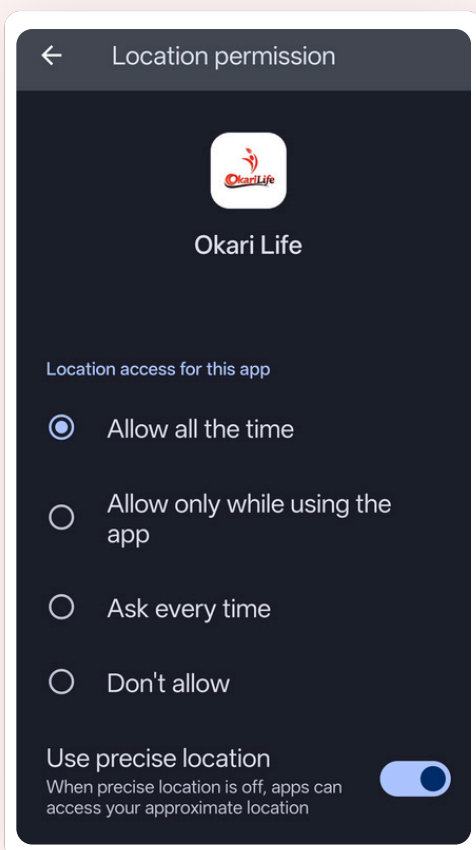 Location permission
OkariLife
Okari Life
Location access for this app
Allow all the time
Allow only while using the
app
Ask every time
Don't allow
Use precise location
When precise location is off, apps can
access your approximate location